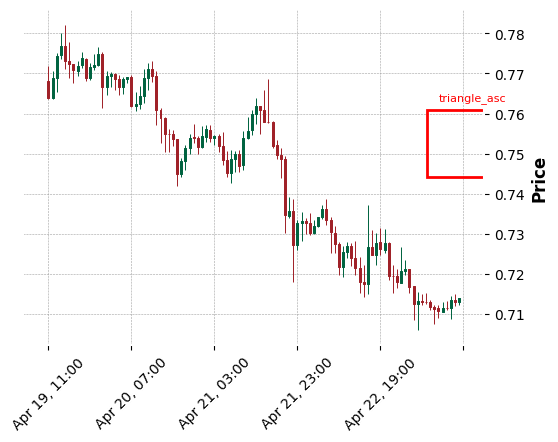 0.78
0.77
triangle_asc
0.76
0.75
0.74
0.73
0.72
0.71
Price
Apr 19, 11:00
Apr 20, 07:00
Apr 21, 03:00
Apr 21, 23:00
Apr 22, 19:00